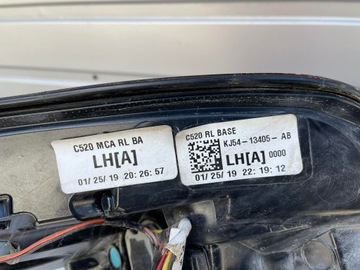 C520 MCA RL BA
LH[A]
01/25/19 20:26:57
C520 RL BASE
KJ54-13405-AB
LH[A] 0000
01/25/19 22:19:12